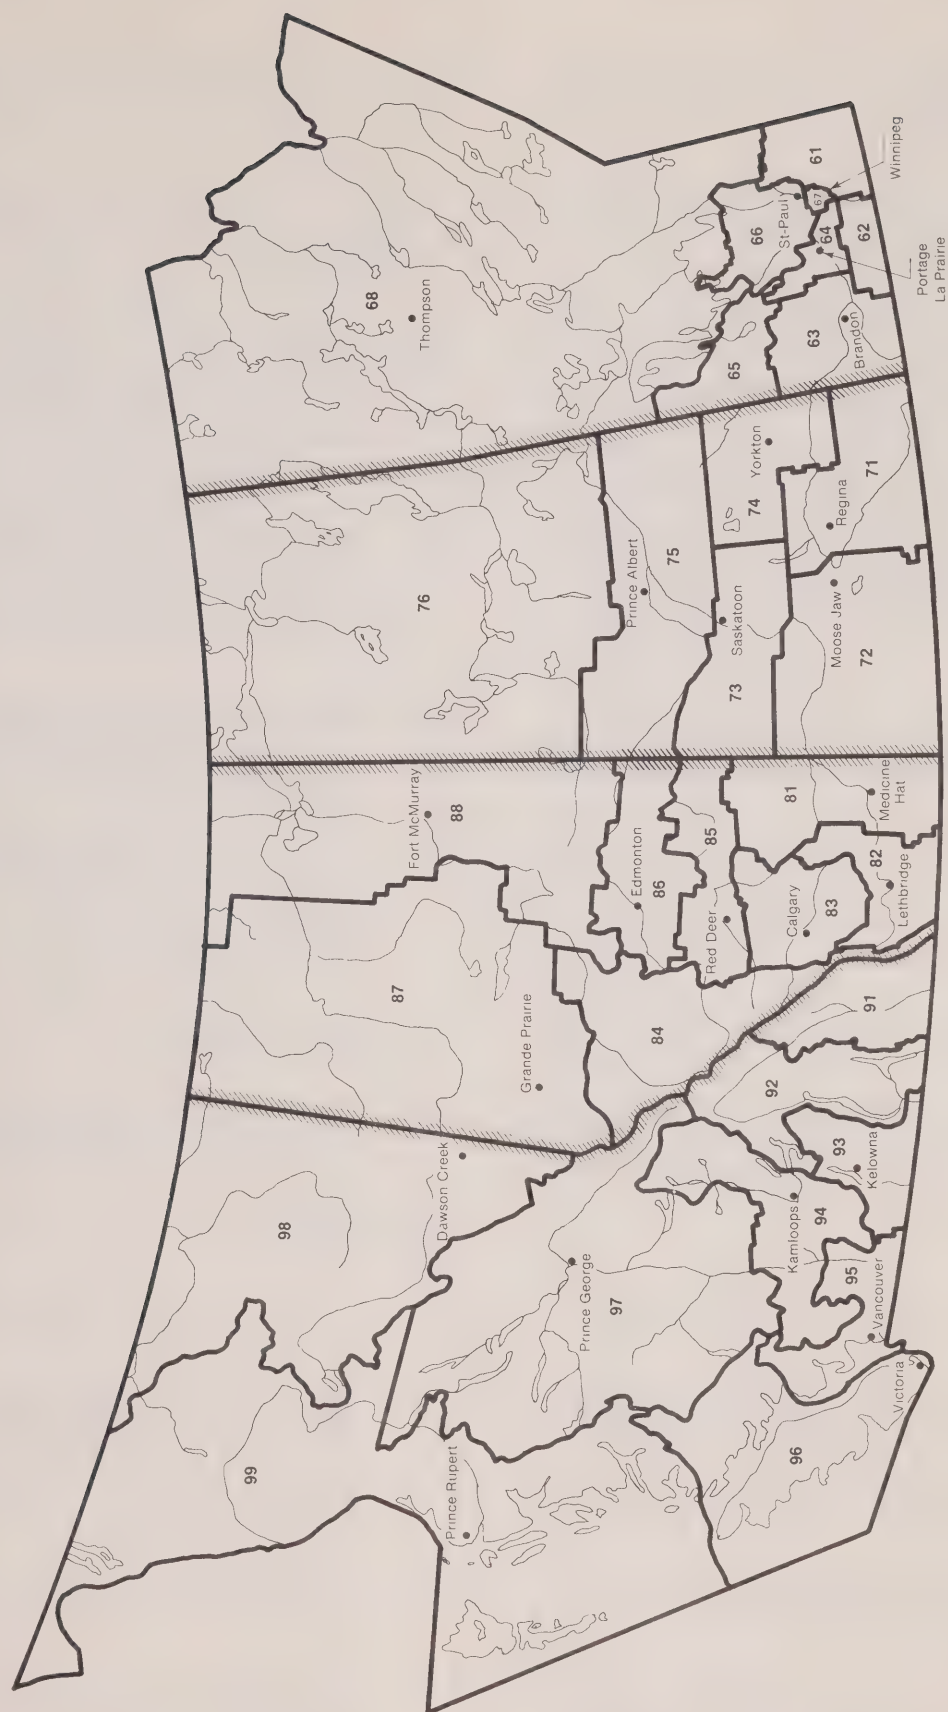 99
Prince Rupert
98
Dawson Creek
97
Prince George
96
Victoria
95
Vancouver
94
Kamloops
93
Kelowna
92
91
87
Grande Prairie
84
88
Fort McMurray
86
Edmonton
85
Red Deer
83
Calgary
82
Lethbridge
81
Medicine
Hat
76
75
Prince Albert
73
Saskatoon
74
Yorkton
72
Moose Jaw
71
Regina
68
Thompson
65
66
St-Paul
63
Brandon
64
67
61
62
Winnipeg
Portage
La Prairie